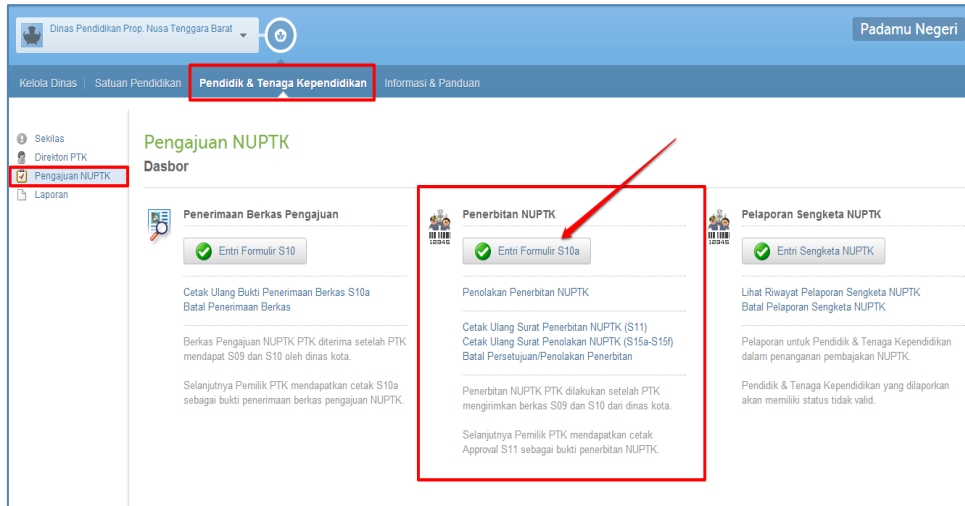 Dinas Pendidikan Prop. Nusa Tenggara Barat
Padamu Negeri
Kelola Dinas
Satuan Pendidikan
Pendidik & Tenaga Kependidikan
Informasi & Panduan
Sekilas
Direktori PTK
Pengajuan NUPTK
Laporan
Pengajuan NUPTK
Dasbor
Penerimaan Berkas Pengajuan
Entri Formulir S10
Cetak Ulang Bukti Penerimaan Berkas S10a
Batal Penerimaan Berkas
Berkas Pengajuan NUPTK PTK diterima setelah PTK
mendapat S09 dan S10 oleh dinas kota.
Selanjutnya Pemilik PTK mendapatkan cetak S10a
sebagai bukti penerimaan berkas pengajuan NUPTK.
12345
Penerbitan NUPTK
Entri Formulir S10a
Penolakan Penerbitan NUPTK
Cetak Ulang Surat Penerbitan NUPTK (S11)
Cetak Ulang Surat Penolakan NUPTK (S15a-S15f)
Batal Persetujuan/Penolakan Penerbitan
Penerbitan NUPTK PTK dilakukan setelah PTK
mengirimkan berkas S09 dan S10 dari dinas kota.
Selanjutnya Pemilik PTK mendapatkan cetak
Approval S11 sebagai bukti penerbitan NUPTK.
12345
Pelaporan Sengketa NUPTK
Entri Sengketa NUPTK
Lihat Riwayat Pelaporan Sengketa NUPTK
Batal Pelaporan Sengketa NUPTK
Pelaporan untuk Pendidik & Tenaga Kependidikan
dalam penanganan pembajakan NUPTK.
Pendidik & Tenaga Kependidikan yang dilaporkan
akan memiliki status tidak valid.